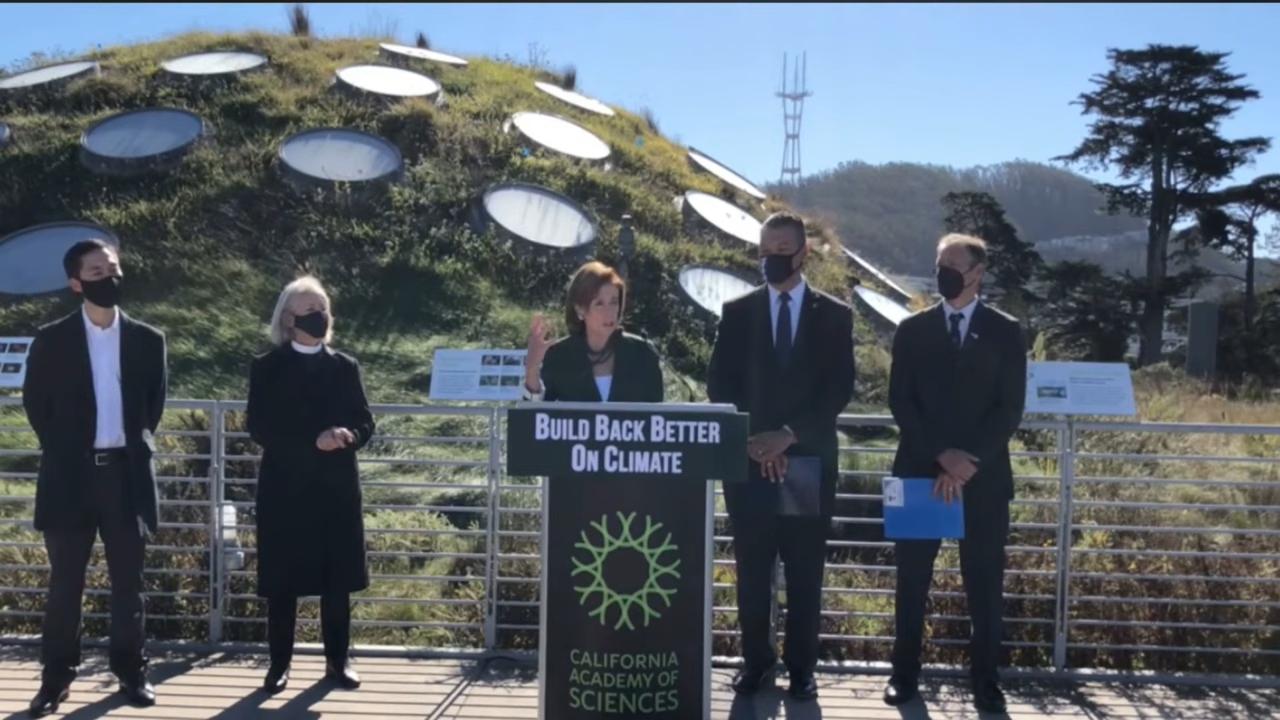 BUILD BACK BETTER
ON CLIMATE
CALIFORNIA
ACADEMY OF
SCIENCES